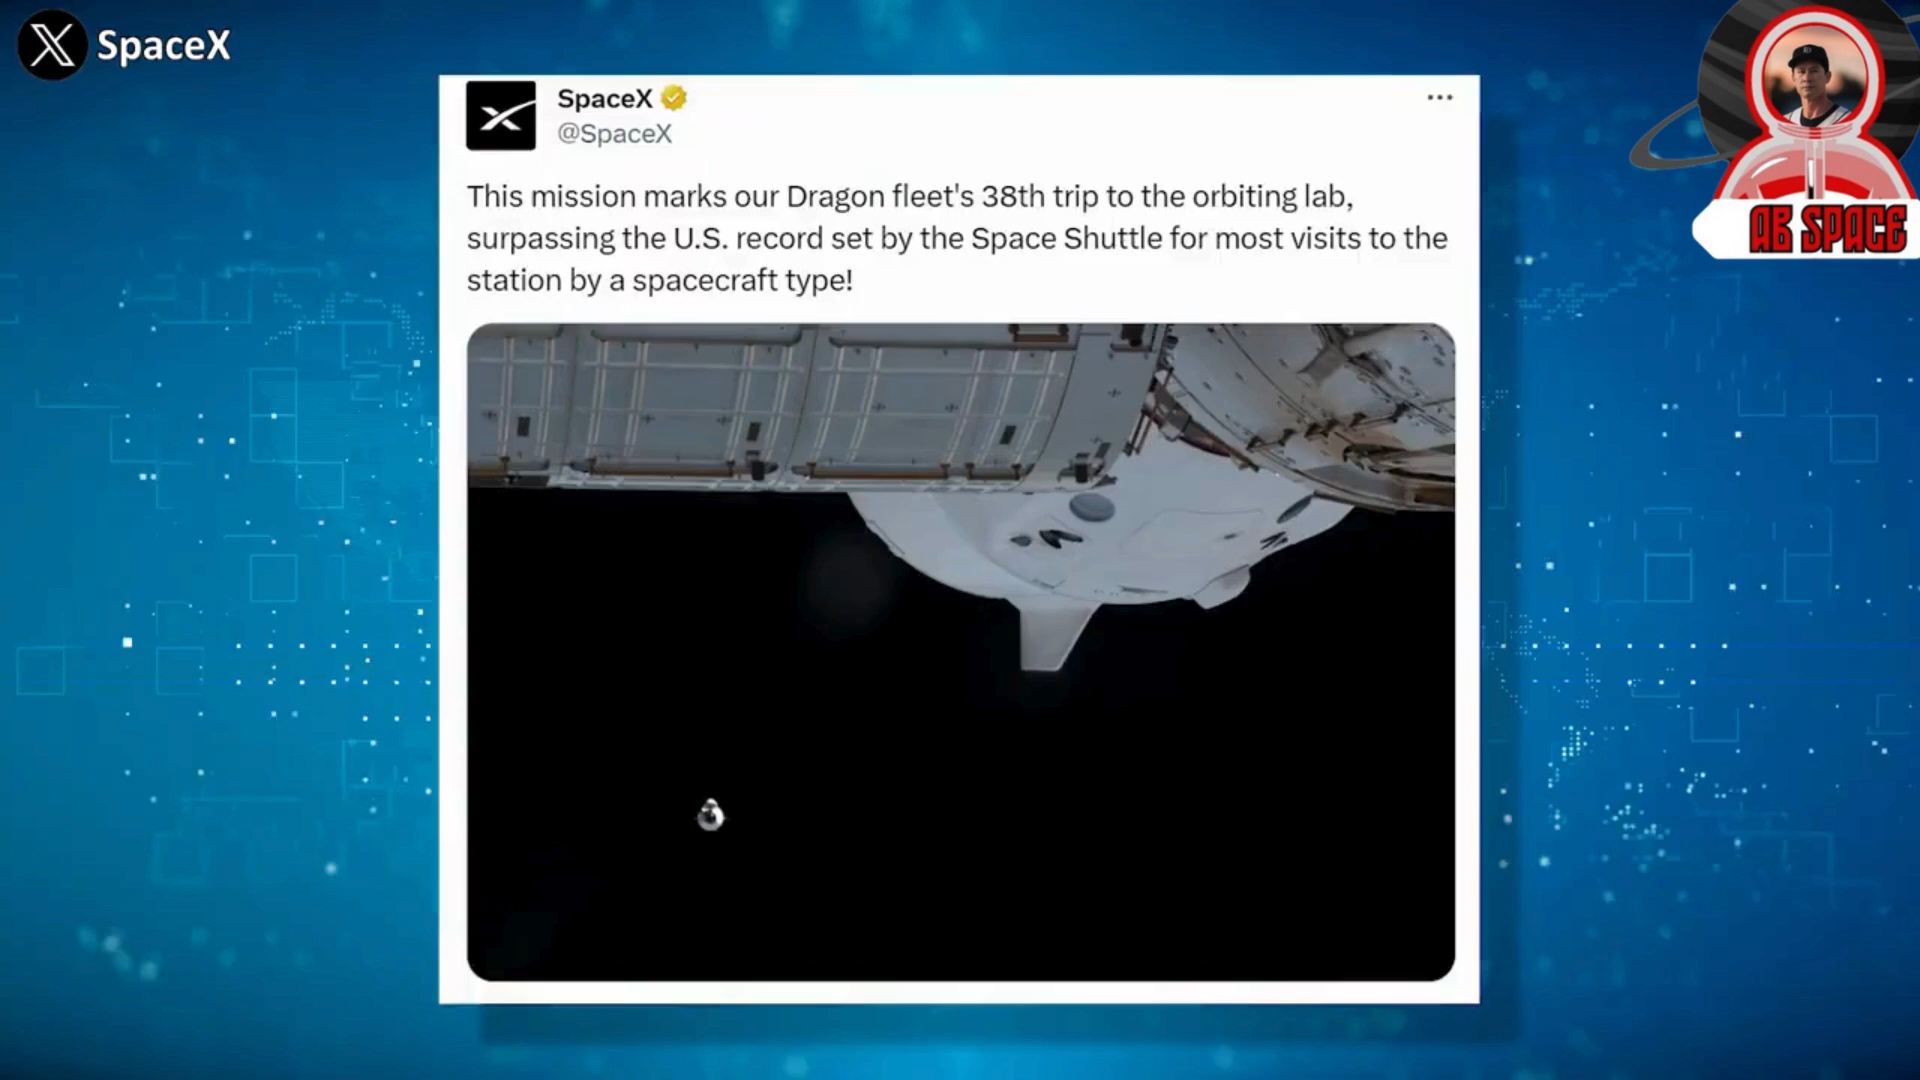 SpaceX
SpaceX
@SpaceX
This mission marks our Dragon fleet's 38th trip to the orbiting lab,
surpassing the U.S. record set by the Space Shuttle for most visits to the
station by a spacecraft type!
AB SPACE